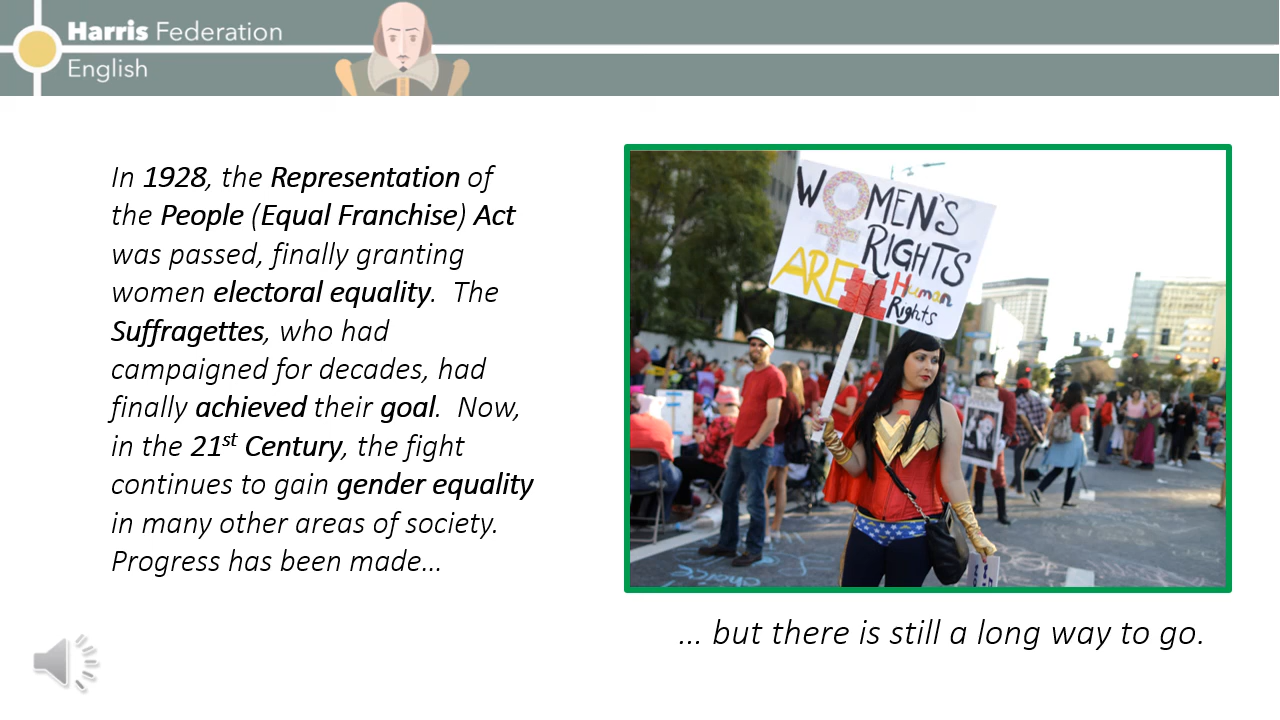 Harris Federation
English
In 1928, the Representation of
the People (Equal Franchise) Act
was passed, finally granting
women electoral equality.  The
Suffragettes, who had
campaigned for decades, had
finally achieved their goal.  Now,
in the 21st Century, the fight
continues to gain gender equality
in many other areas of society.
Progress has been made…
WOMEN'S
RIGHTS
ARE
Human
Rights
… but there is still a long way to go.